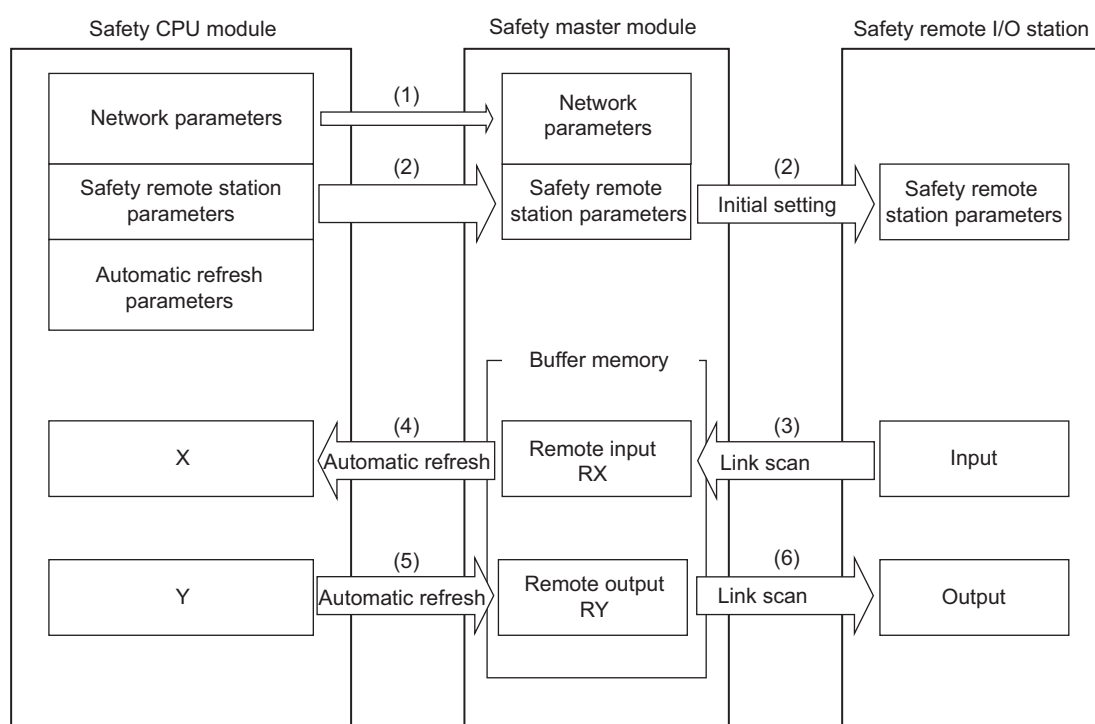 Safety CPU module
Safety master module
Safety remote I/O station
Network parameters
(1)
Network
parameters
Safety remote station
parameters
(2)
Safety remote
station parameters
(2)
Initial setting
Safety remote
station parameters
Automatic refresh
parameters
Buffer memory
X
(4)
Automatic refresh
Remote input
RX
(3)
Link scan
Input
Y
(5)
Automatic refresh
Remote output
RY
(6)
Link scan
Output